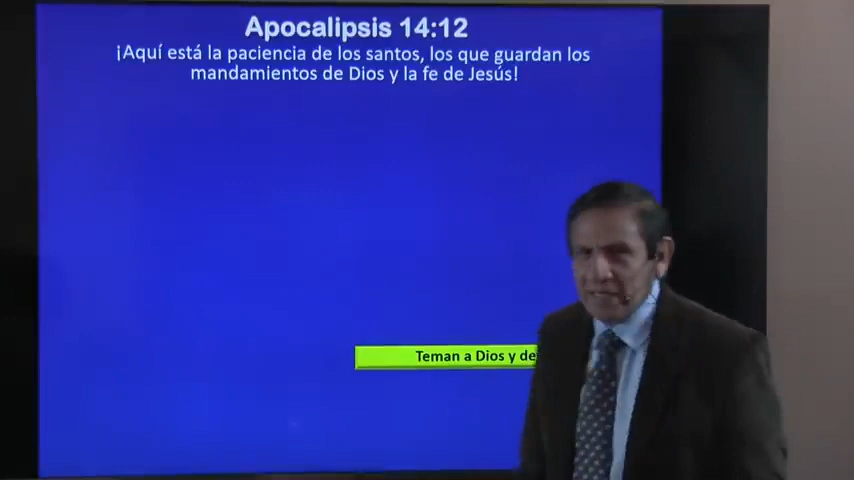 Apocalipsis 14:12
¡Aquí está la paciencia de los santos, los que guardan los
mandamientos de Dios y la fe de Jesús!
Teman a Dios y de